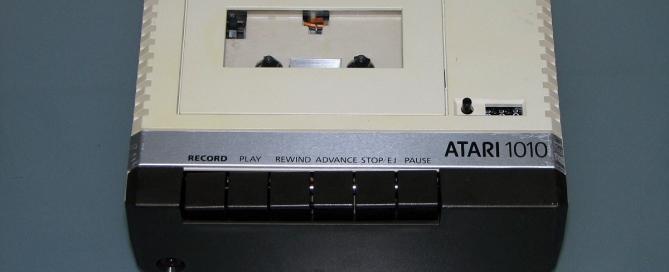 RECORD PLAY REWIND ADVANCE STOP·EJ PAUSE
ATARI 1010